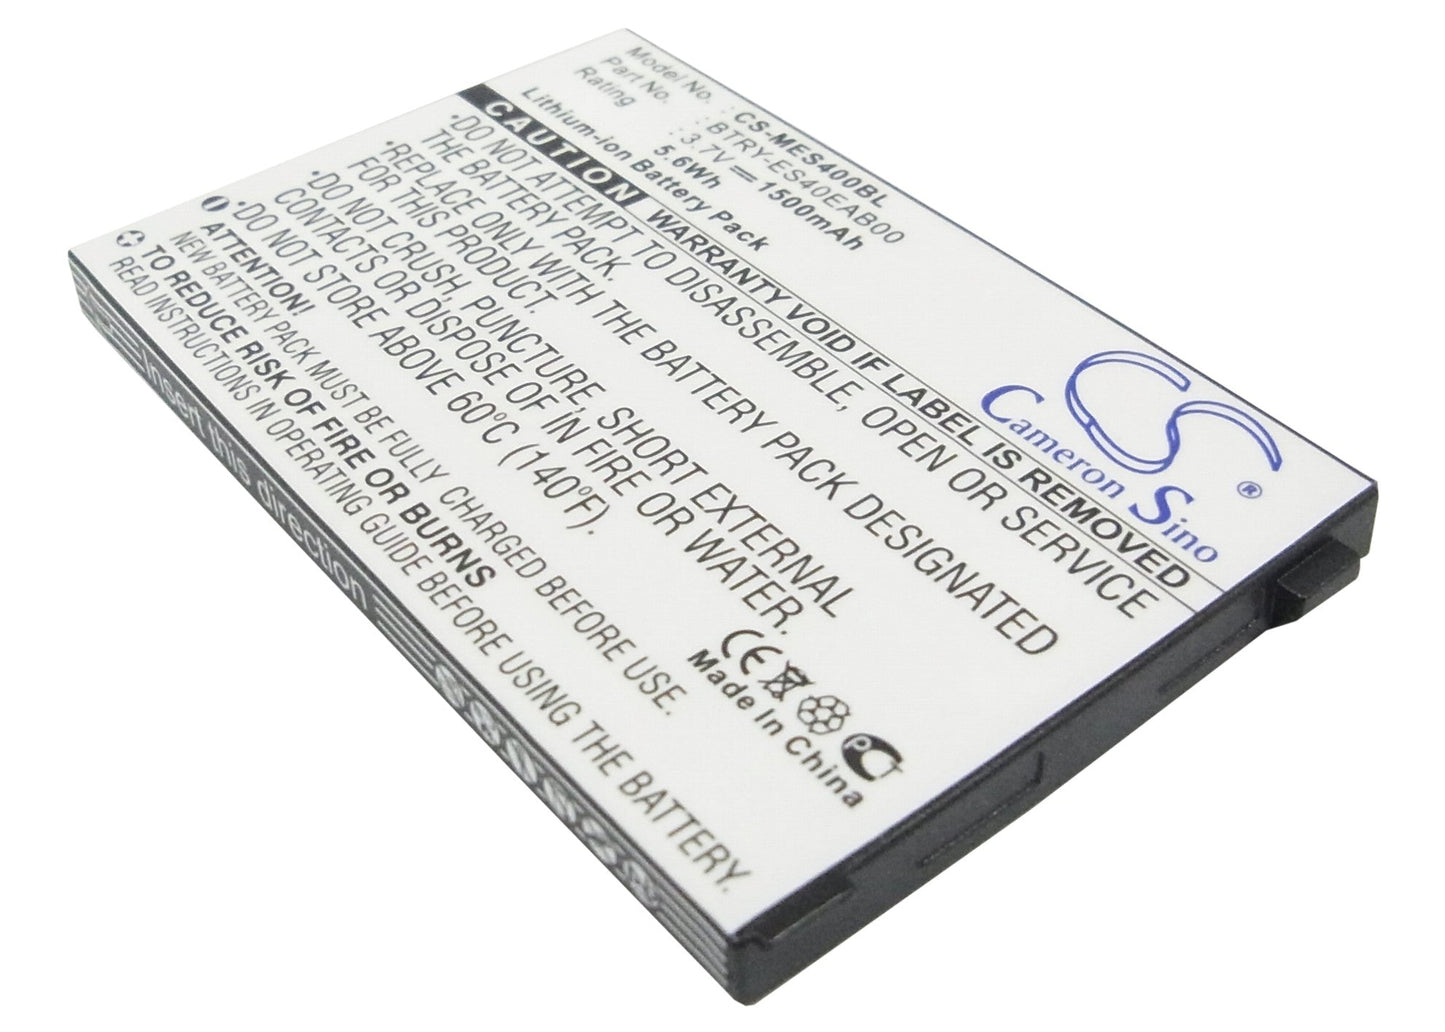 Model No. : CS-MES400BL
Part No. : BTRY-ES40EAB00
Rating : 3.7V 1500mAh
5.6Wh
Lithium-ion Battery Pack
CAUTION WARRANTY VOID IF LABEL IS REMOVED
•DO NOT ATTEMPT TO DISASSEMBLE, OPEN OR SERVICE
THE BATTERY PACK.
•REPLACE ONLY WITH THE BATTERY PACK DESIGNATED
FOR THIS PRODUCT.
•DO NOT CRUSH, PUNCTURE, SHORT EXTERNAL
CONTACTS OR DISPOSE OF IN FIRE OR WATER.
•DO NOT STORE ABOVE 60°C (140°F).
ATTENTION!
NEW BATTERY PACK MUST BE FULLY CHARGED BEFORE USE.
TO REDUCE RISK OF FIRE OR BURNS
READ INSTRUCTIONS IN OPERATING GUIDE BEFORE USING THE BATTERY.
CE
PCT
Made In China
CS
Cameron Sino
®
Insert this direction